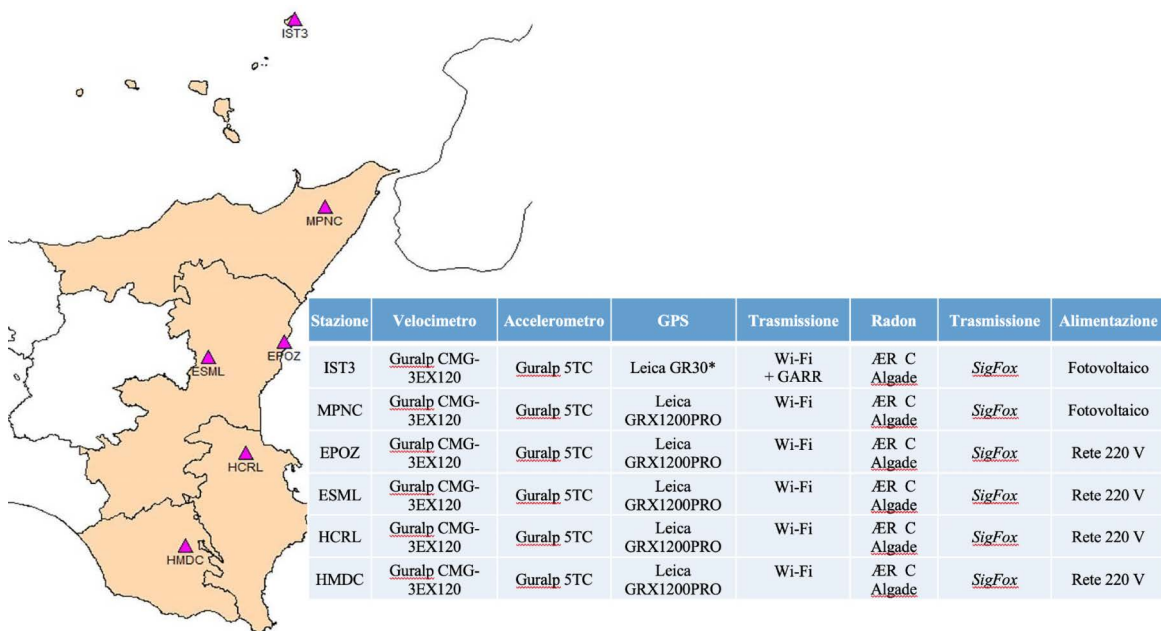 IST3
MPNC
EPOZ
ESML
HCRL
HMDC
Stazione Velocimetro Accelerometro GPS Trasmissione Radon Trasmissione Alimentazione
IST3 Guralp CMG-3EX120 Guralp 5TC Leica GR30* Wi-Fi + GARR ÆR C Algade SigFox Fotovoltaico
MPNC Guralp CMG-3EX120 Guralp 5TC Leica GRX1200PRO Wi-Fi ÆR C Algade SigFox Fotovoltaico
EPOZ Guralp CMG-3EX120 Guralp 5TC Leica GRX1200PRO Wi-Fi ÆR C Algade SigFox Rete 220 V
ESML Guralp CMG-3EX120 Guralp 5TC Leica GRX1200PRO Wi-Fi ÆR C Algade SigFox Rete 220 V
HCRL Guralp CMG-3EX120 Guralp 5TC Leica GRX1200PRO Wi-Fi ÆR C Algade SigFox Rete 220 V
HMDC Guralp CMG-3EX120 Guralp 5TC Leica GRX1200PRO Wi-Fi ÆR C Algade SigFox Rete 220 V